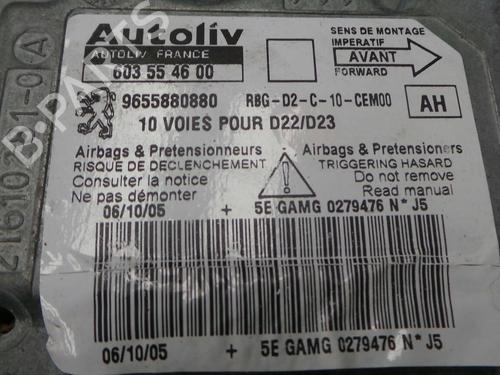 Autoliv
AUTOLIV FRANCE
603 55 46 00
SENS DE MONTAGE
IMPERATIF
AVANT
FORWARD
9655880880
RBG-D2-C-10-CEM00
AH
10 VOIES POUR D22/D23
Airbags & Pretensionneurs
RISQUE DE DECLENCHEMENT
Consulter la notice
Ne pas démonter
Airbags & Pretensioners
TRIGGERING HASARD
Do not remove
Read manual
06/10/05 + 5E GAMG 0279476 N* J5
06/10/05 + 5E GAMG 0279476 N* J5
B-PARTS